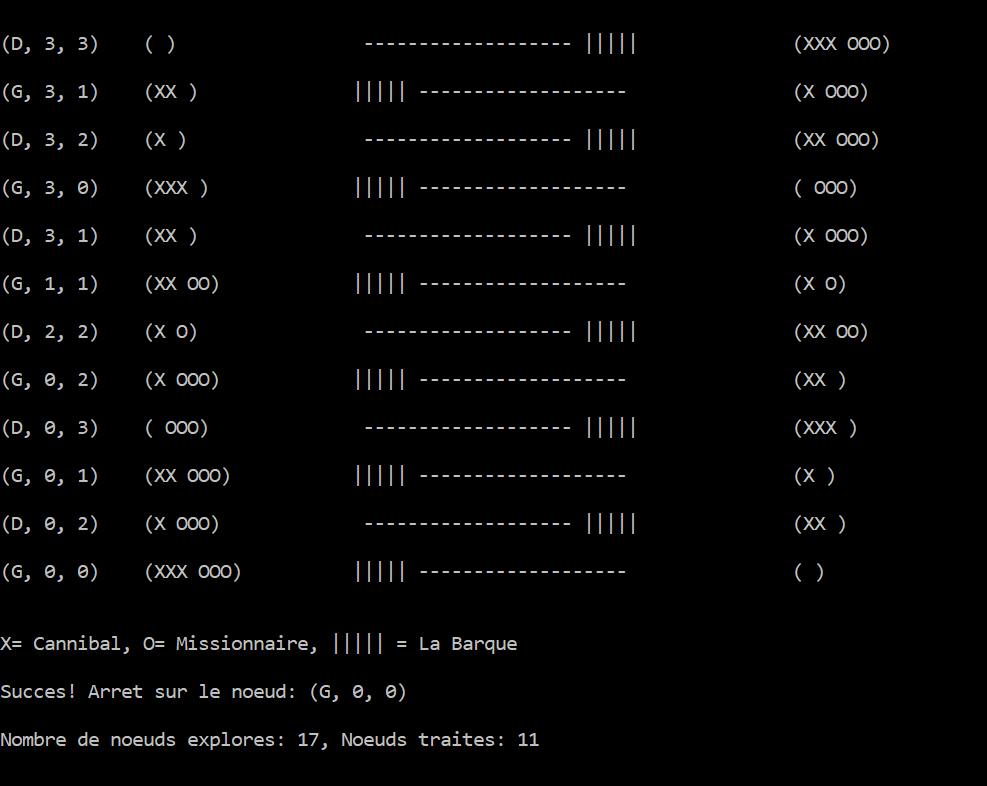 (D, 3, 3) ( ) ------------------- ||||| (XXX OOO)
(G, 3, 1) (XX ) ||||| ------------------- (X OOO)
(D, 3, 2) (X ) ------------------- ||||| (XX OOO)
(G, 3, 0) (XXX ) ||||| ------------------- ( OOO)
(D, 3, 1) (XX ) ------------------- ||||| (X OOO)
(G, 1, 1) (XX OO) ||||| ------------------- (X O)
(D, 2, 2) (X O) ------------------- ||||| (XX OO)
(G, 0, 2) (X OOO) ||||| ------------------- (XX )
(D, 0, 3) ( OOO) ------------------- ||||| (XXX )
(G, 0, 1) (XX OOO) ||||| ------------------- (X )
(D, 0, 2) (X OOO) ------------------- ||||| (XX )
(G, 0, 0) (XXX OOO) ||||| ------------------- ( )
X= Cannibal, O= Missionnaire, ||||| = La Barque
Succes! Arret sur le noeud: (G, 0, 0)
Nombre de noeuds explores: 17, Noeuds traites: 11